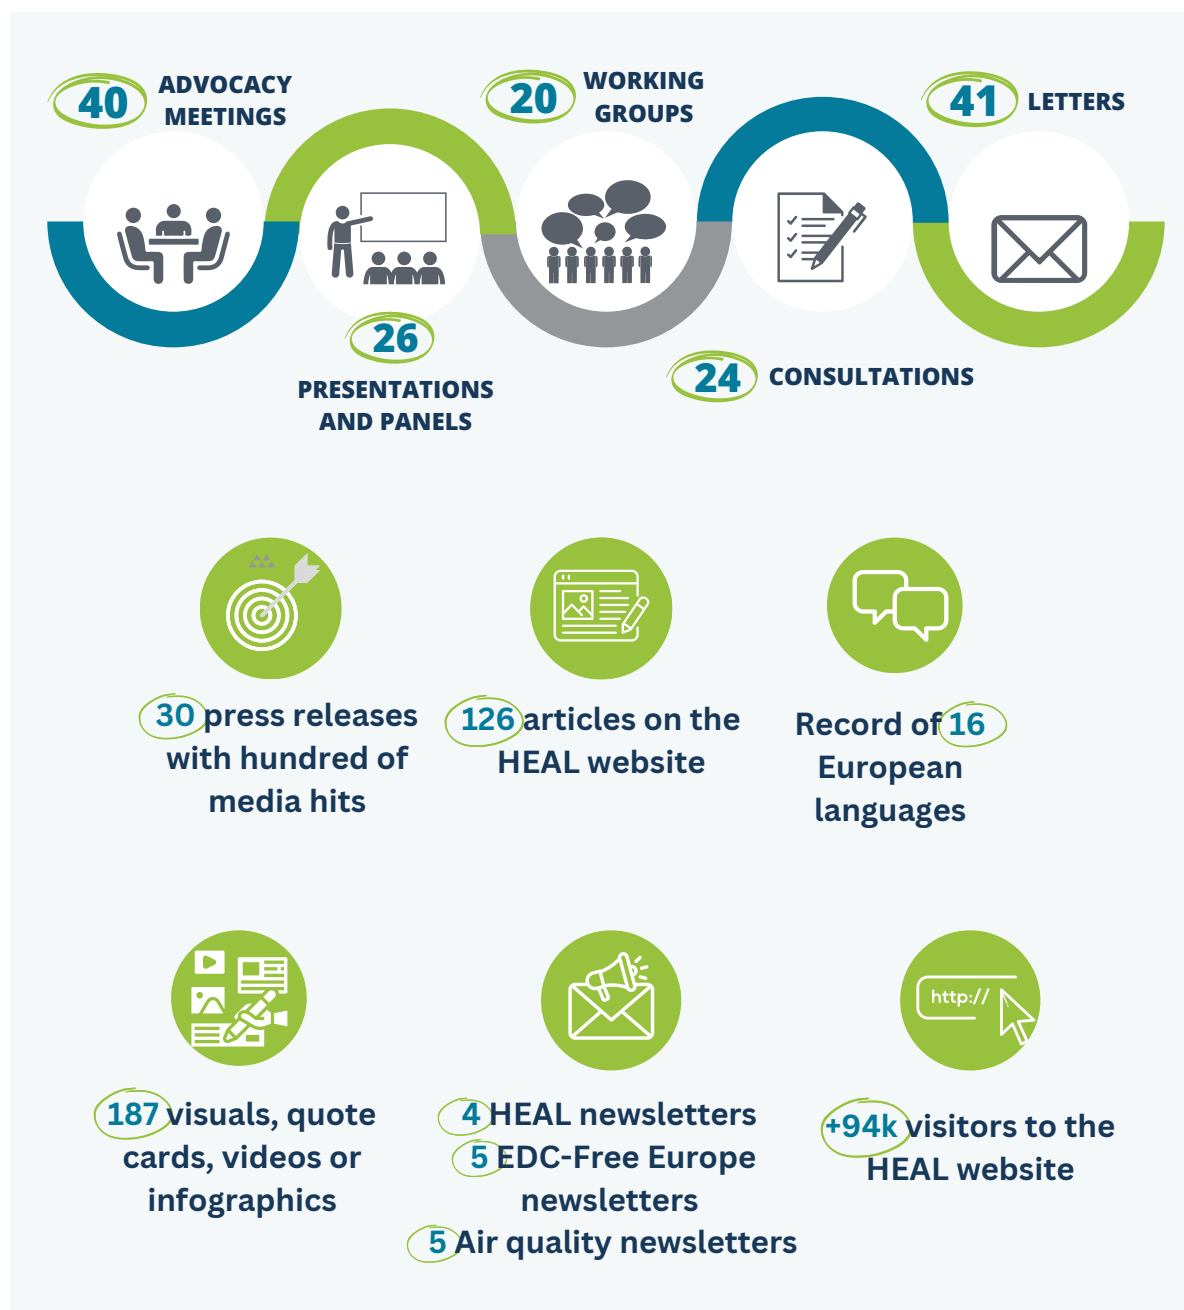 40 ADVOCACY
MEETINGS
20 WORKING
GROUPS
41 LETTERS
26
PRESENTATIONS
AND PANELS
24 CONSULTATIONS
30 press releases
with hundred of
media hits
126 articles on the
HEAL website
Record of 16
European
languages
http://
187 visuals, quote
cards, videos or
infographics
4 HEAL newsletters
5 EDC-Free Europe
newsletters
5 Air quality newsletters
+94k visitors to the
HEAL website